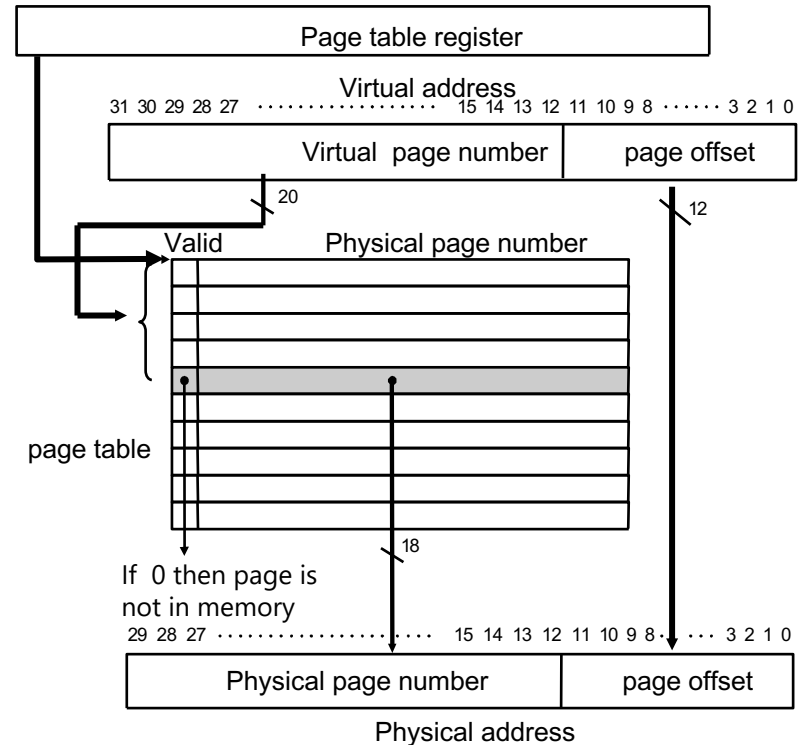 Page table register
Virtual address
31 30 29 28 27 ·················· 15 14 13 12 11 10 9 8 ······ 3 2 1 0
Virtual page number page offset
20
12
Valid Physical page number
page table
18
If 0 then page is
not in memory
29 28 27 ······················ 15 14 13 12 11 10 9 8 ····· 3 2 1 0
Physical page number page offset
Physical address